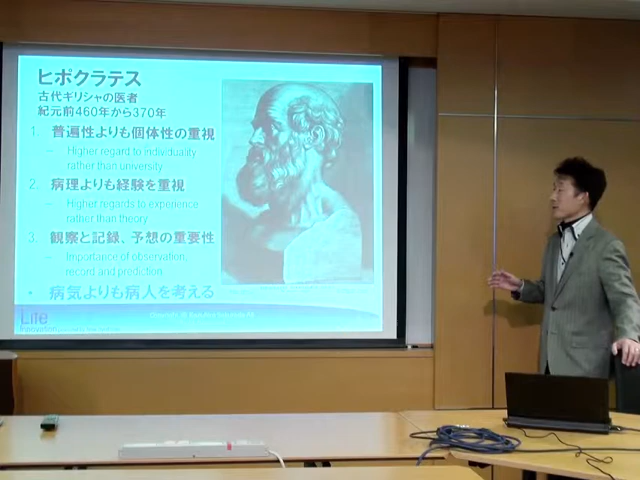 ヒポクラテス
古代ギリシャの医者
紀元前460年から370年
1. 普遍性よりも個体性の重視
– Higher regard to individuality
rather than university
2. 病理よりも経験を重視
– Higher regards to experience
rather than theory
3. 観察と記録、予想の重要性
– Importance of observation,
record and prediction
• 病気よりも病人を考える
Life
Innovation